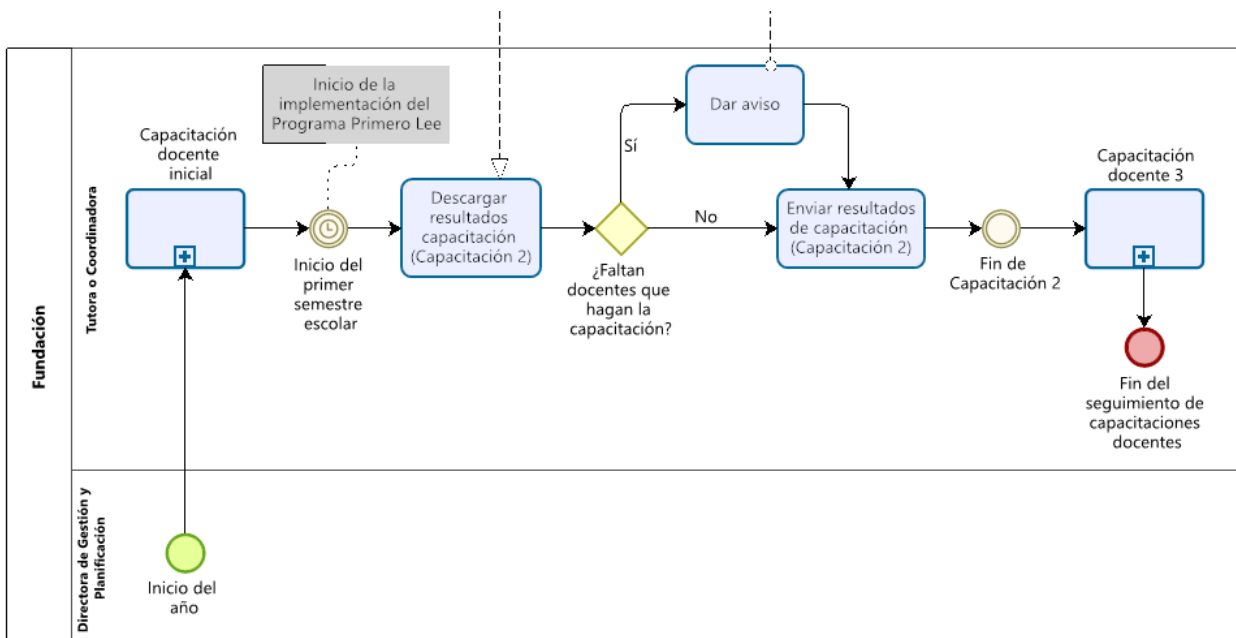 Fundación
Tutora o Coordinadora
Capacitación
docente
inicial
Inicio de la
implementación del
Programa Primero Lee
Inicio del
primer
semestre
escolar
Descargar
resultados
capacitación
(Capacitación 2)
¿Faltan
docentes que
hagan la
capacitación?
Sí
No
Dar aviso
Enviar resultados
de capacitación
(Capacitación 2)
Fin de
Capacitación 2
Capacitación
docente 3
Fin del
seguimiento de
capacitaciones
docentes
Directora de Gestión y
Planificación
Inicio del
año